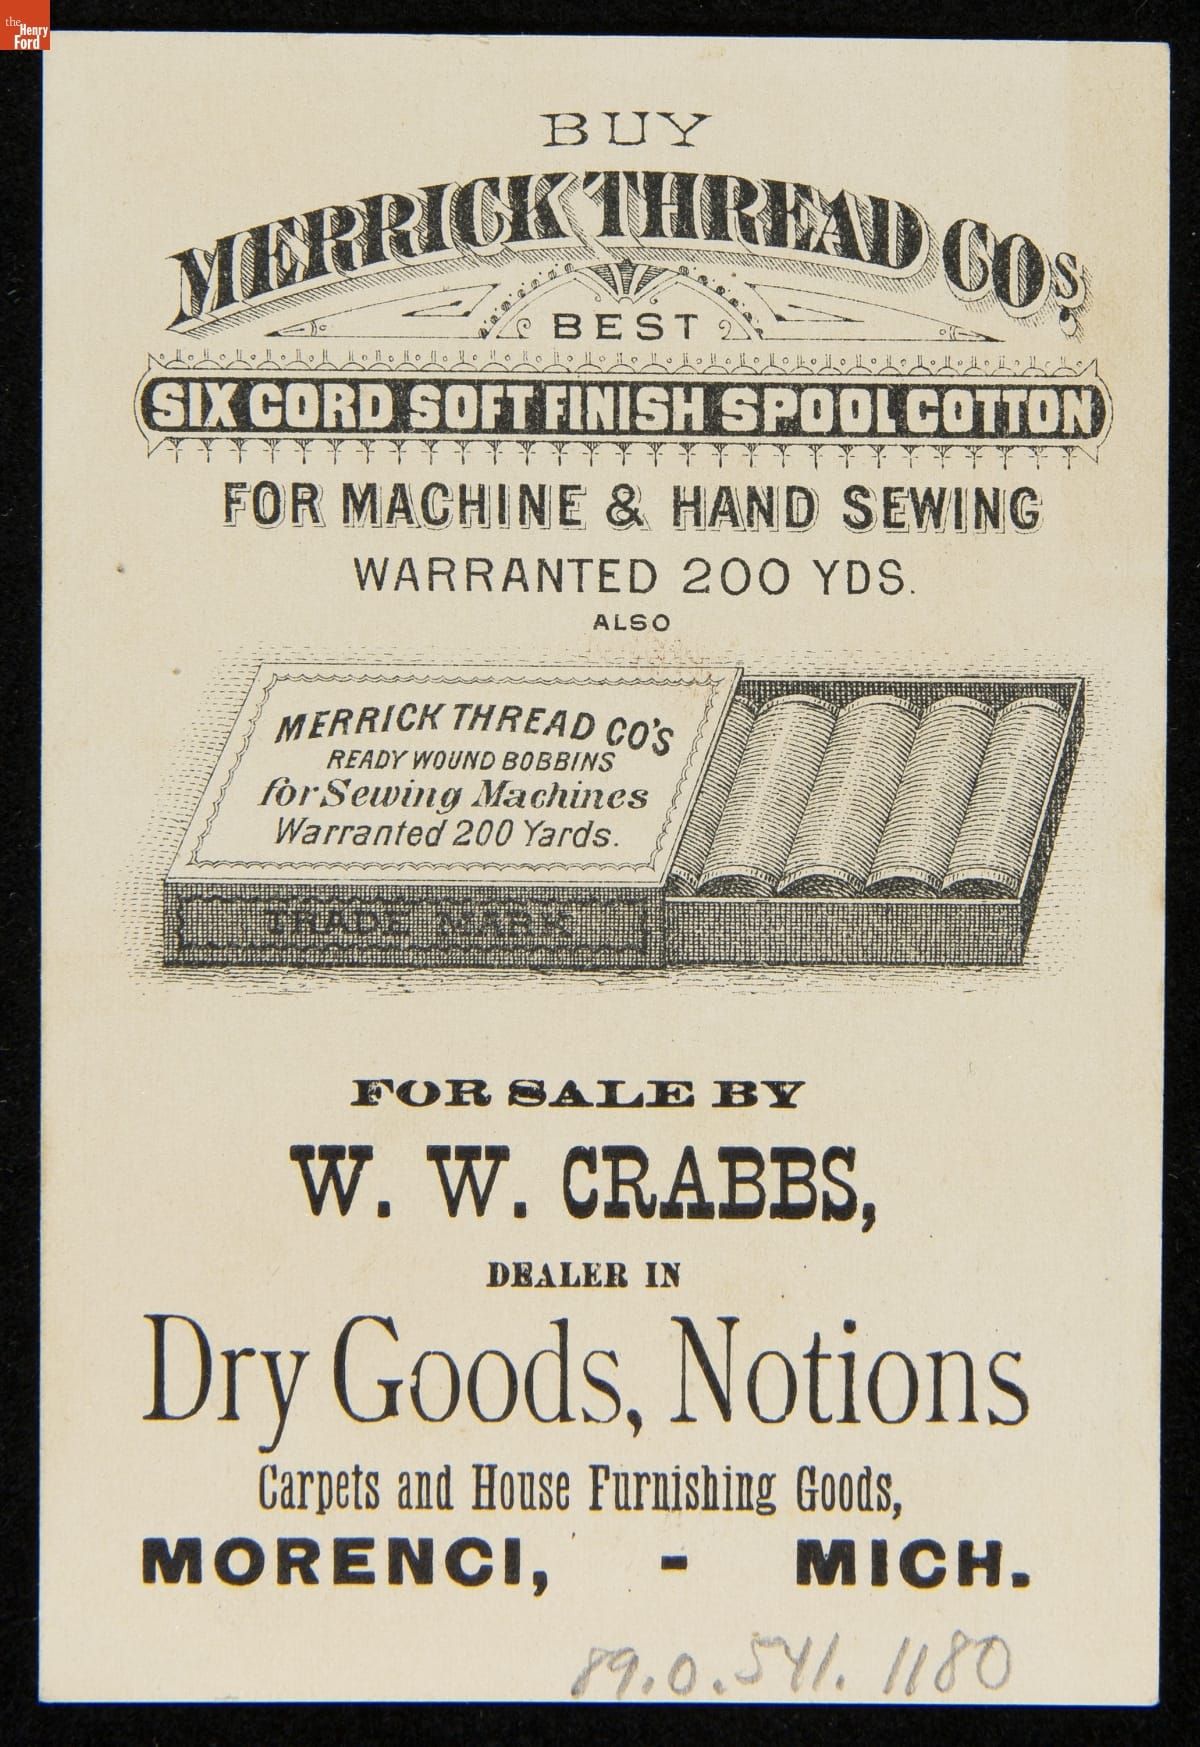 the
Henry
Ford
BUY
MERRICK THREAD COS,
BEST
SIX CORD SOFT FINISH SPOOL COTTON
FOR MACHINE & HAND SEWING
WARRANTED 200 YDS.
ALSO
MERRICK THREAD CO'S
READY WOUND BOBBINS
for Sewing Machines
Warranted 200 Yards.
TRADE MARK
FOR SALE BY
W. W. CRABBS,
DEALER IN
Dry Goods, Notions
Carpets and House Furnishing Goods,
MORENCI, - MICH.
89.0.541.1180